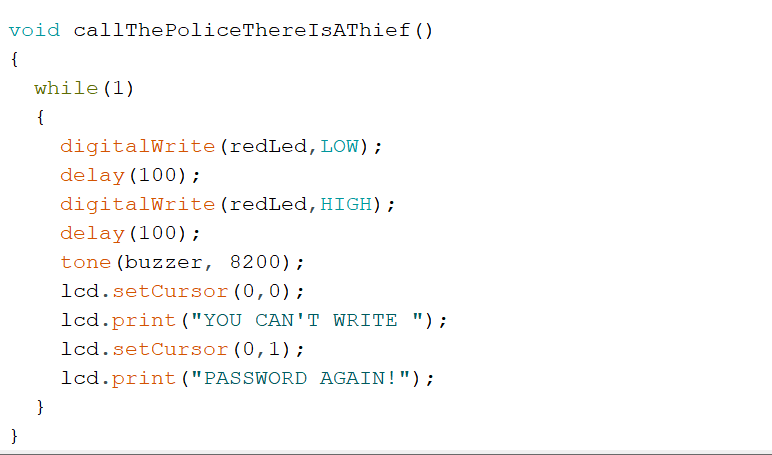 void callThePoliceThereIsAThief()
{
  while(1)
  {
    digitalWrite(redLed,LOW);
    delay(100);
    digitalWrite(redLed,HIGH);
    delay(100);
    tone(buzzer, 8200);
    lcd.setCursor(0,0);
    lcd.print("YOU CAN'T WRITE ");
    lcd.setCursor(0,1);
    lcd.print("PASSWORD AGAIN!");
  }
}